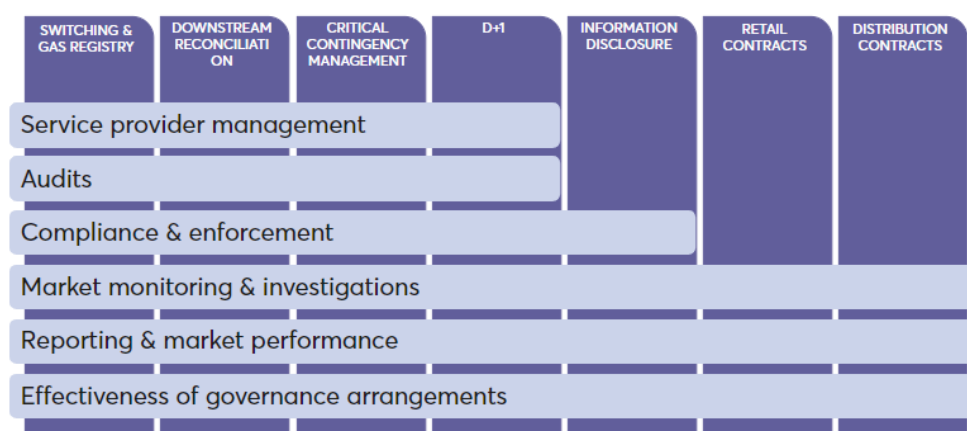 SWITCHING &
GAS REGISTRY
DOWNSTREAM
RECONCILIATI
ON
CRITICAL
CONTINGENCY
MANAGEMENT
D+1
INFORMATION
DISCLOSURE
RETAIL
CONTRACTS
DISTRIBUTION
CONTRACTS
Service provider management
Audits
Compliance & enforcement
Market monitoring & investigations
Reporting & market performance
Effectiveness of governance arrangements